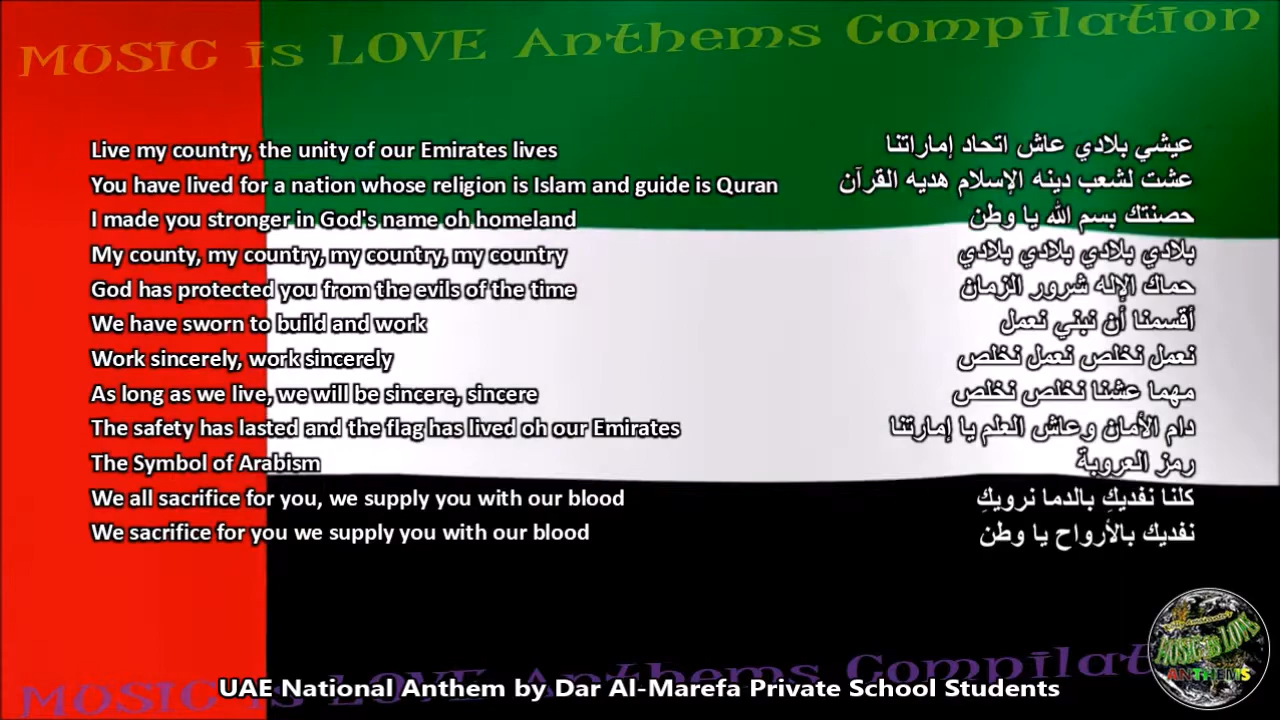 MUSIC is LOVE Anthems Compilation
Live my country, the unity of our Emirates lives
عيشي بلادي عاش اتحاد إماراتنا
You have lived for a nation whose religion is Islam and guide is Quran
عشت لشعب دينه الإسلام هديه القرآن
I made you stronger in God's name oh homeland
حصنتك بسم الله يا وطن
My county, my country, my country, my country
بلادي بلادي بلادي بلادي
God has protected you from the evils of the time
حماك الإله شرور الزمان
We have sworn to build and work
أقسمنا أن نبني نعمل
Work sincerely, work sincerely
نعمل نخلص نعمل نخلص
As long as we live, we will be sincere, sincere
مهما عشنا نخلص نخلص
The safety has lasted and the flag has lived oh our Emirates
دام الأمان وعاش العلم يا إمارتنا
The Symbol of Arabism
رمز العروبة
We all sacrifice for you, we supply you with our blood
كلنا نفديكِ بالدما نرويكِ
We sacrifice for you we supply you with our blood
نفديك بالأرواح يا وطن
MUSIC is LOVE
ANTHEMS
MUSIC is LOVE Anthems Compilat
UAE National Anthem by Dar Al-Marefa Private School Students